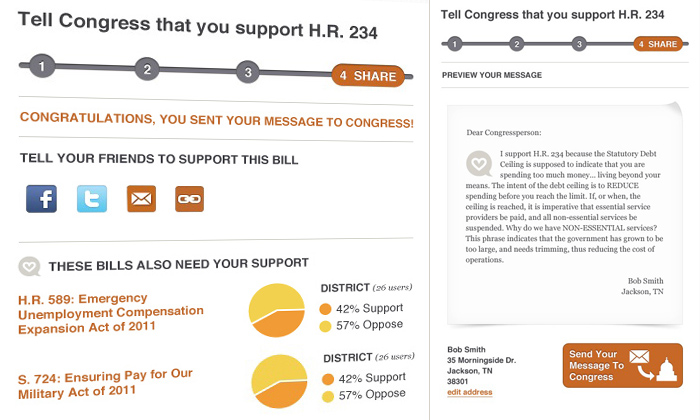 Tell Congress that you support H.R. 234
1
2
3
4 SHARE
CONGRATULATIONS, YOU SENT YOUR MESSAGE TO CONGRESS!
TELL YOUR FRIENDS TO SUPPORT THIS BILL
f
t
THESE BILLS ALSO NEED YOUR SUPPORT
H.R. 589: Emergency
Unemployment Compensation
Expansion Act of 2011
DISTRICT (26 users)
42% Support
57% Oppose
S. 724: Ensuring Pay for Our
Military Act of 2011
DISTRICT (26 users)
42% Support
57% Oppose
Tell Congress that you support H.R. 234
1
2
3
4 SHARE
PREVIEW YOUR MESSAGE
Dear Congressperson:
I support H.R. 234 because the Statutory Debt
Ceiling is supposed to indicate that you are
spending too much money... living beyond your
means. The intent of the debt ceiling is to REDUCE
spending before you reach the limit. If, or when, the
ceiling is reached, it is imperative that essential service
providers be paid, and all non-essential services be
suspended. Why do we have NON-ESSENTIAL services?
This phrase indicates that the government has grown to be
too large, and needs trimming, thus reducing the cost of
operations.
Bob Smith
Jackson, TN
Bob Smith
35 Morningside Dr.
Jackson, TN
38301
edit address
Send Your
Message To
Congress